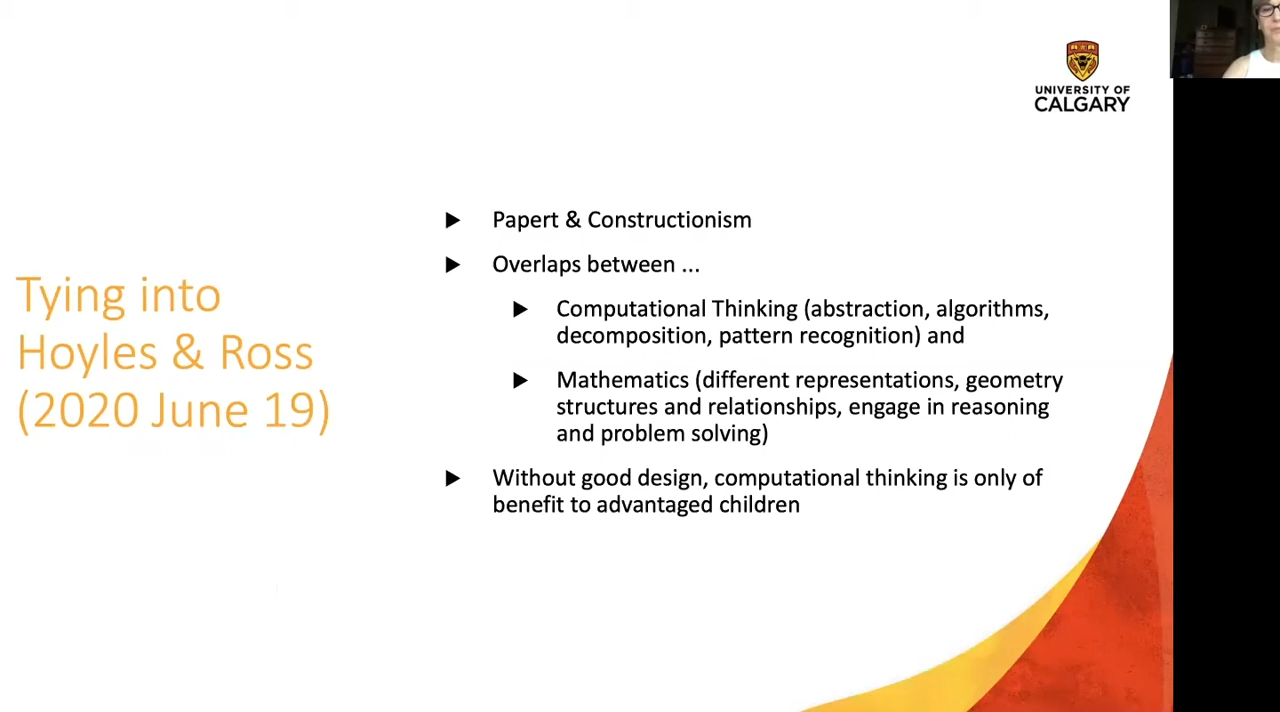 UNIVERSITY OF
CALGARY
Tying into
Hoyles & Ross
(2020 June 19)
Papert & Constructionism
Overlaps between ...
Computational Thinking (abstraction, algorithms,
decomposition, pattern recognition) and
Mathematics (different representations, geometry
structures and relationships, engage in reasoning
and problem solving)
Without good design, computational thinking is only of
benefit to advantaged children